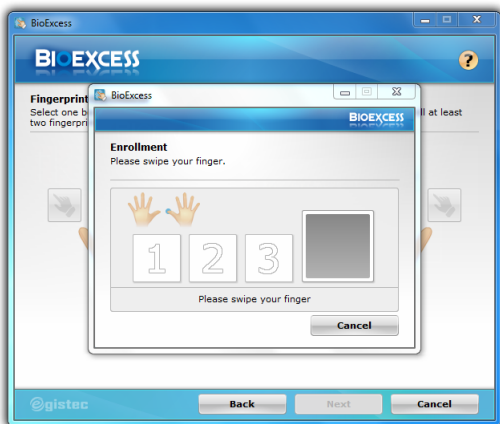 BioExcess
BIOEXCESS
?
Fingerprint
Select one b
ll at least
two fingerpri
BioExcess
BIOEXCESS
Enrollment
Please swipe your finger.
1 2 3
Please swipe your finger
Cancel
Egistec
Back Next Cancel